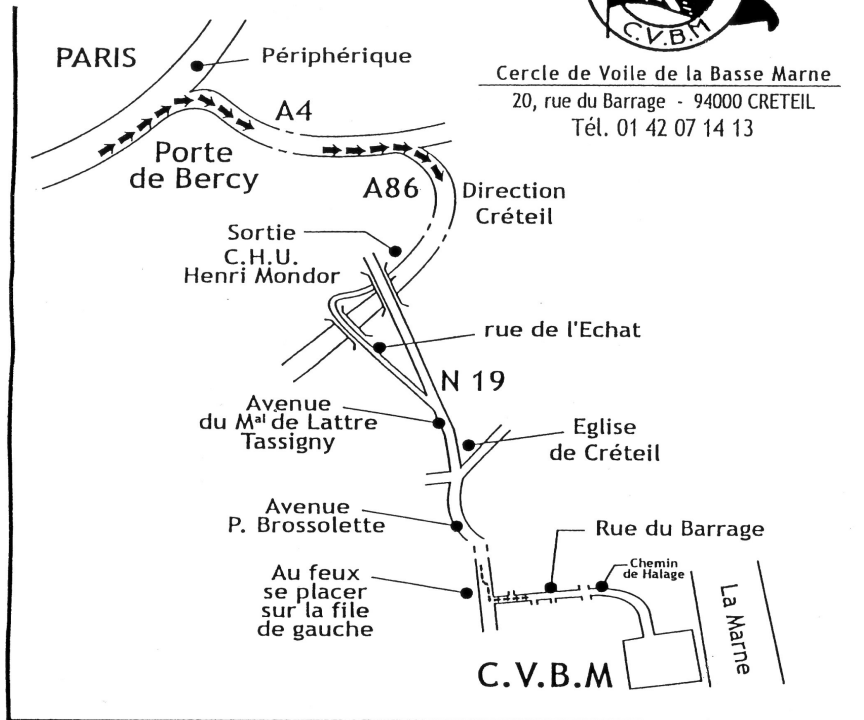 C.V.B.M
Cercle de Voile de la Basse Marne
20, rue du Barrage - 94000 CRETEIL
Tél. 01 42 07 14 13
PARIS
Périphérique
A4
Porte
de Bercy
A86
Direction
Créteil
Sortie
C.H.U.
Henri Mondor
rue de l'Echat
N 19
Avenue
du Mal de Lattre
Tassigny
Eglise
de Créteil
Avenue
P. Brossolette
Rue du Barrage
Chemin
de Halage
Au feux
se placer
sur la file
de gauche
La Marne
C.V.B.M